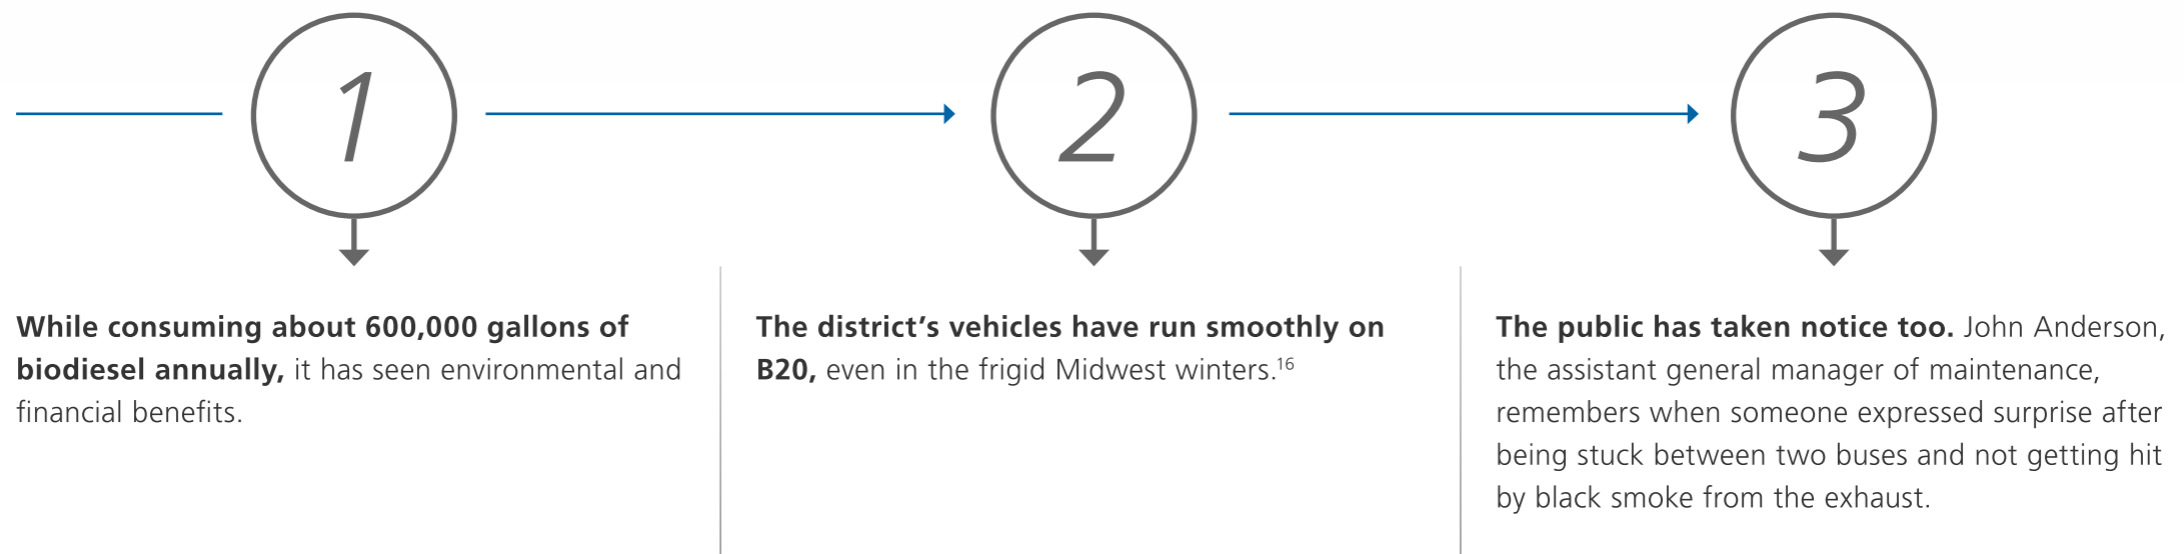 1
2
3
While consuming about 600,000 gallons of
biodiesel annually, it has seen environmental and
financial benefits.
The district’s vehicles have run smoothly on
B20, even in the frigid Midwest winters.16
The public has taken notice too. John Anderson,
the assistant general manager of maintenance,
remembers when someone expressed surprise after
being stuck between two buses and not getting hit
by black smoke from the exhaust.